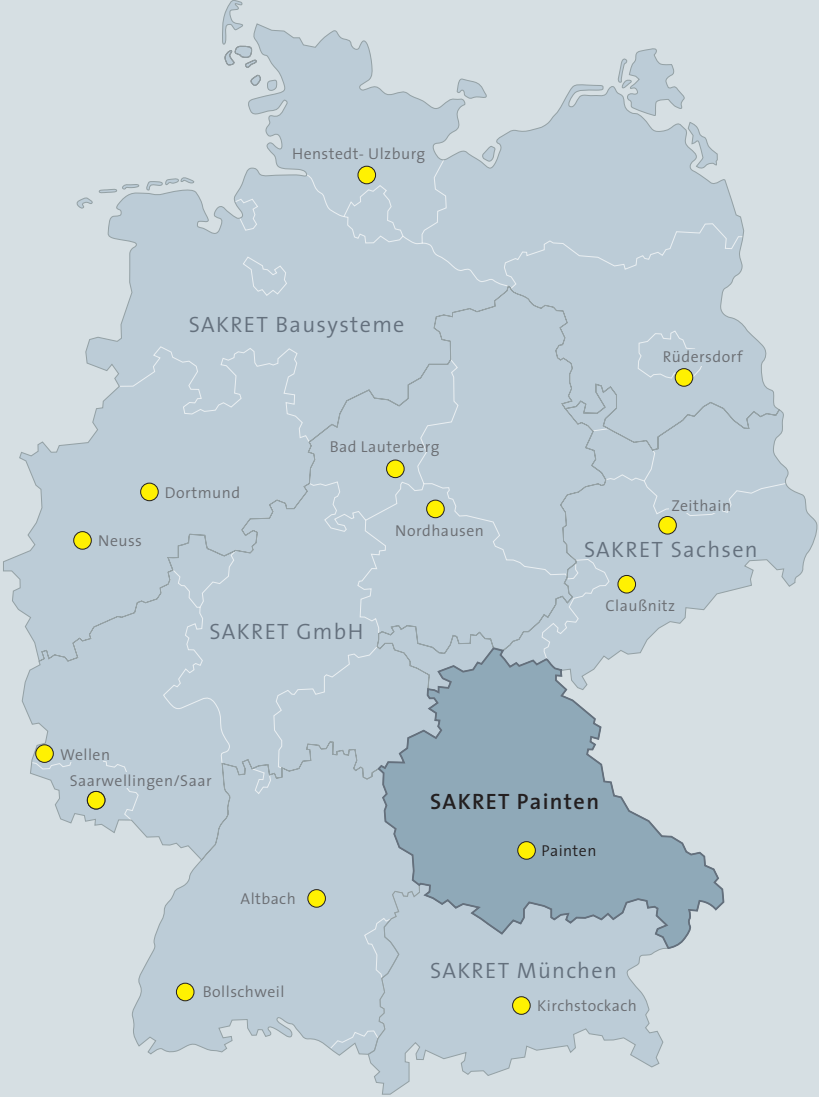 Henstedt- Ulzburg
SAKRET Bausysteme
Rüdersdorf
Bad Lauterberg
Dortmund
Zeithain
Nordhausen
Neuss
SAKRET Sachsen
Claußnitz
SAKRET GmbH
Wellen
Saarwellingen/Saar
SAKRET Painten
Painten
Altbach
SAKRET München
Bollschweil
Kirchstockach